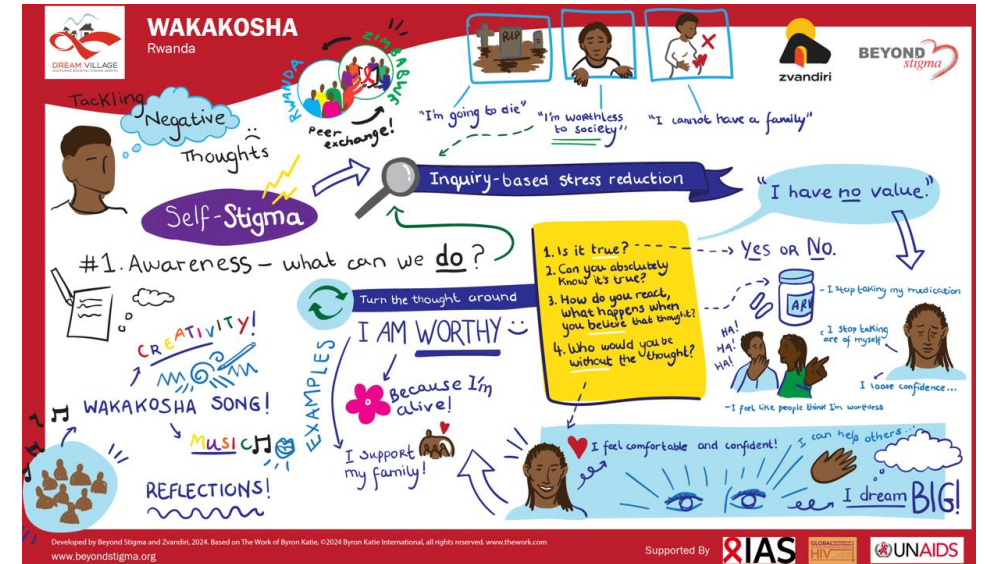 DREAM VILLAGE
WAKAKOSHA
Rwanda
RWANDA
ZIMBABWE
peer
exchange!
RIP
zvandiri
BEYOND
stigma
Tackling
Negative
Thoughts
"I'm going to die"
"I'm worthless
to society"
"I cannot have a family"
Self-Stigma
Inquiry-based stress reduction
"I have no value."
#1. Awareness – what can we do?
1. Is it true?
2. Can you absolutely
know it's true?
3. How do you react,
what happens when
you believe that thought?
4. Who would you be
without the thought?
Yes or No.
ARV
- I stop taking my medication
I stop taking
are of myself
I loose confidence...
HA!
HA!
HA!
- I feel like people think I'm worthless
Turn the thought around
EXAMPLES
I AM WORTHY
Because I'm
alive!
I support
my family!
CREATIVITY!
WAKAKOSHA SONG!
MUSIC
REFLECTIONS!
I feel comfortable and confident!
I can help others...
I dream BIG!
Developed by Beyond Stigma and Zvandiri, 2024. Based on The Work of Byron Katie, ©2024 Byron Katie International, all rights reserved. www.thework.com
www.beyondstigma.org
Supported By
IAS
GLOBAL
HIV
UNAIDS